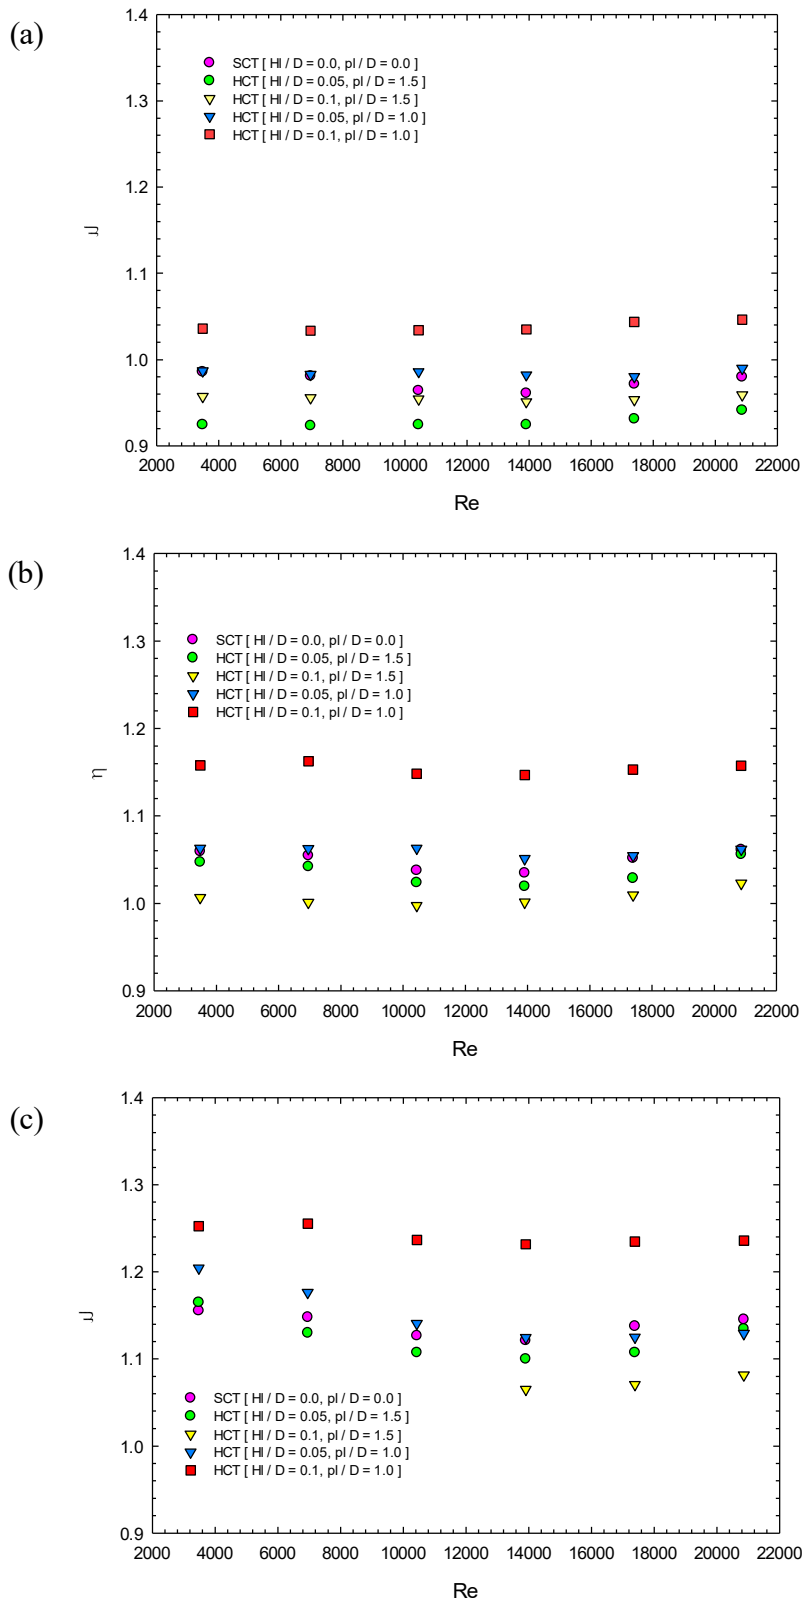 (a)
1.4
1.3
1.2
1.1
1.0
0.9
SCT [ Hl / D = 0.0, pl / D = 0.0 ]
HCT [ Hl / D = 0.05, pl / D = 1.5 ]
HCT [ Hl / D = 0.1, pl / D = 1.5 ]
HCT [ Hl / D = 0.05, pl / D = 1.0 ]
HCT [ Hl / D = 0.1, pl / D = 1.0 ]
2000 4000 6000 8000 10000 12000 14000 16000 18000 20000 22000
Re
(b)
η
1.4
1.3
1.2
1.1
1.0
0.9
SCT [ Hl / D = 0.0, pl / D = 0.0 ]
HCT [ Hl / D = 0.05, pl / D = 1.5 ]
HCT [ Hl / D = 0.1, pl / D = 1.5 ]
HCT [ Hl / D = 0.05, pl / D = 1.0 ]
HCT [ Hl / D = 0.1, pl / D = 1.0 ]
2000 4000 6000 8000 10000 12000 14000 16000 18000 20000 22000
Re
(c)
1.4
1.3
1.2
1.1
1.0
0.9
SCT [ Hl / D = 0.0, pl / D = 0.0 ]
HCT [ Hl / D = 0.05, pl / D = 1.5 ]
HCT [ Hl / D = 0.1, pl / D = 1.5 ]
HCT [ Hl / D = 0.05, pl / D = 1.0 ]
HCT [ Hl / D = 0.1, pl / D = 1.0 ]
2000 4000 6000 8000 10000 12000 14000 16000 18000 20000 22000
Re